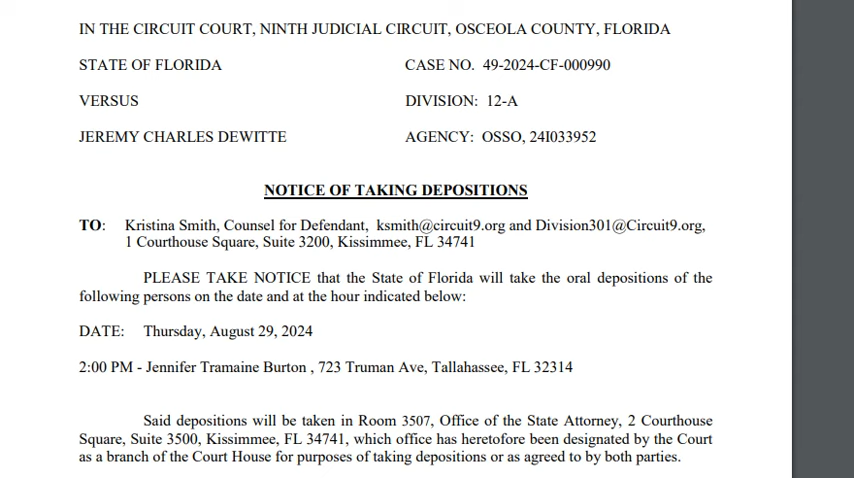 IN THE CIRCUIT COURT, NINTH JUDICIAL CIRCUIT, OSCEOLA COUNTY, FLORIDA
STATE OF FLORIDA CASE NO. 49-2024-CF-000990
VERSUS DIVISION: 12-A
JEREMY CHARLES DEWITTE AGENCY: OSSO, 24I033952
NOTICE OF TAKING DEPOSITIONS
TO: Kristina Smith, Counsel for Defendant, ksmith@circuit9.org and Division301@Circuit9.org,
1 Courthouse Square, Suite 3200, Kissimmee, FL 34741
PLEASE TAKE NOTICE that the State of Florida will take the oral depositions of the
following persons on the date and at the hour indicated below:
DATE: Thursday, August 29, 2024
2:00 PM - Jennifer Tramaine Burton , 723 Truman Ave, Tallahassee, FL 32314
Said depositions will be taken in Room 3507, Office of the State Attorney, 2 Courthouse
Square, Suite 3500, Kissimmee, FL 34741, which office has heretofore been designated by the Court
as a branch of the Court House for purposes of taking depositions or as agreed to by both parties.